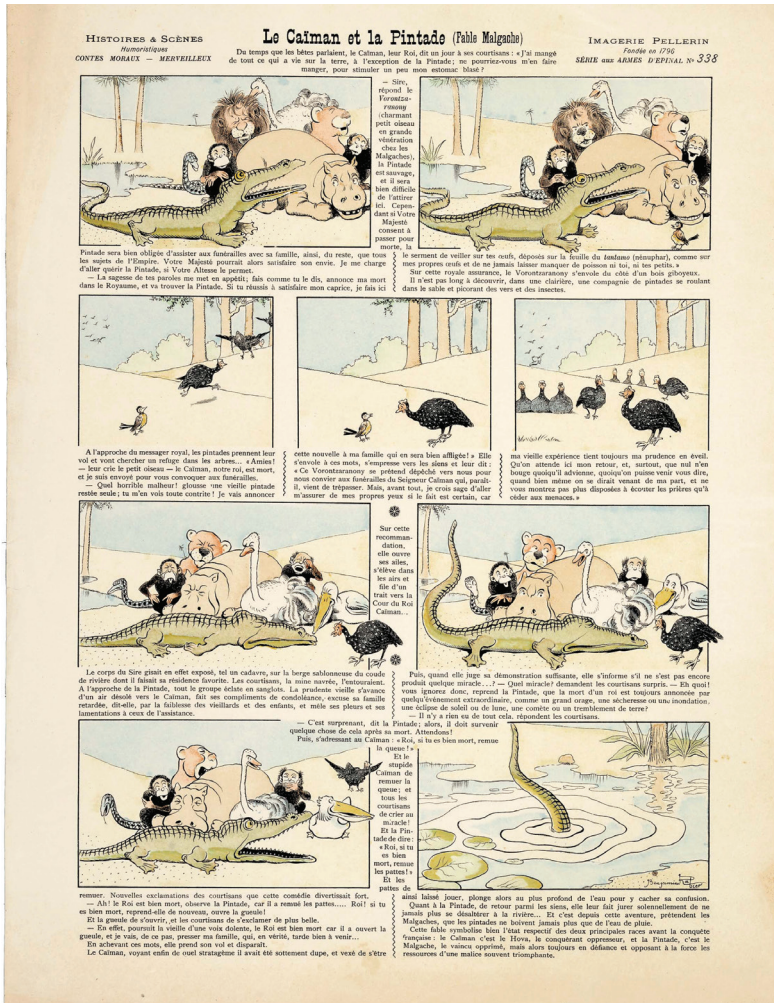 HISTOIRES & SCÈNES
Humoristiques
CONTES MORAUX — MERVEILLEUX
Le Caïman et la Pintade (Fable Malgache)
IMAGERIE PELLERIN
Fondée en 1796
SÉRIE aux ARMES D'EPINAL No 338
Du temps que les bêtes parlaient, le Caïman, leur Roi, dit un jour à ses courtisans : « J'ai mangé
de tout ce qui a vie sur la terre, à l'exception de la Pintade ; ne pourriez-vous m'en faire
manger, pour stimuler un peu mon estomac blasé ?
— Sire,
répond le
Vorontza-
ranony
(charmant
petit oiseau
en grande
vénération
chez les
Malgaches),
la Pintade
est sauvage,
et il sera
bien difficile
de l'attirer
ici. Cepen-
dant si Votre
Majesté
consent à
passer pour
morte, la
Pintade sera bien obligée d'assister aux funérailles avec sa famille, ainsi, du reste, que tous
les sujets de l'Empire. Votre Majesté pourrait alors satisfaire son envie. Je me charge
d'aller quérir la Pintade, si Votre Altesse le permet.
— La sagesse de tes paroles me met en appétit ; fais comme tu le dis, annonce ma mort
dans le Royaume, et va trouver la Pintade. Si tu réussis à satisfaire mon caprice, je fais ici
le serment de veiller sur tes œufs, déposés sur la feuille du tantamo (nénuphar), comme sur
mes propres œufs et de ne jamais laisser manquer de poisson ni toi, ni tes petits. »
Sur cette royale assurance, le Vorontzaranony s'envole du côté d'un bois giboyeux.
Il n'est pas long à découvrir, dans une clairière, une compagnie de pintades se roulant
dans le sable et picorant des vers et des insectes.
A l'approche du messager royal, les pintades prennent leur
vol et vont chercher un refuge dans les arbres... « Amies !
— leur crie le petit oiseau — le Caïman, notre roi, est mort,
et je suis envoyé pour vous convoquer aux funérailles.
— Quel horrible malheur ! glousse une vieille pintade
restée seule ; tu m'en vois toute contrite ! Je vais annoncer
cette nouvelle à ma famille qui en sera bien affligée ! » Elle
s'envole à ces mots, s'empresse vers les siens et leur dit :
« Ce Vorontzaranony se prétend dépêché vers nous pour
nous convier aux funérailles du Seigneur Caïman qui, paraît-
il, vient de trépasser. Mais, avant tout, je crois sage d'aller
m'assurer de mes propres yeux si le fait est certain, car
ma vieille expérience tient toujours ma prudence en éveil.
Qu'on attende ici mon retour, et, surtout, que nul n'en
bouge quoiqu'il advienne, quoiqu'on puisse venir vous dire,
quand bien même on se dirait venant de ma part, et ne
vous montrez pas plus disposées à écouter les prières qu'à
céder aux menaces. »
Sur cette
recomman-
dation,
elle ouvre
ses ailes,
s'élève dans
les airs et
file d'un
trait vers la
Cour du Roi
Caïman...
Le corps du Sire était en effet exposé, tel un cadavre, sur la berge sablonneuse du coude
de rivière dont il faisait sa résidence favorite. Les courtisans, la mine navrée, l'entouraient.
A l'approche de la Pintade, tout le groupe éclate en sanglots. La prudente vieille s'avance
d'un air désolé vers le Caïman, fait ses compliments de condoléance, excuse sa famille
retardée, dit-elle, par la faiblesse des vieillards et des enfants, et mêle ses pleurs et ses
lamentations à ceux de l'assistance.
Puis, quand elle juge sa démonstration suffisante, elle s'informe s'il ne s'est pas encore
produit quelque miracle...? — Quel miracle ? demandent les courtisans surpris. — Eh quoi !
vous ignorez donc, reprend la Pintade, que la mort d'un roi est toujours annoncée par
quelqu'événement extraordinaire, comme un grand orage, une sécheresse ou une inondation,
une éclipse de soleil ou de lune, une comète ou un tremblement de terre ?
— Il n'y a rien eu de tout cela, répondent les courtisans.
— C'est surprenant, dit la Pintade ; alors, il doit survenir
quelque chose de cela après sa mort. Attendons !
Puis, s'adressant au Caïman : « Roi, si tu es bien mort, remue
la queue ! »
Et le
stupide
Caïman de
remuer la
queue ; et
tous les
courtisans
de crier au
miracle !
Et la Pin-
tade de dire :
« Roi, si tu
es bien
mort, remue
les pattes ! »
Et les
pattes de
remuer. Nouvelles exclamations des courtisans que cette comédie divertissait fort.
— Ah ! le Roi est bien mort, observe la Pintade, car il a remué les pattes.... Roi ! si tu
es bien mort, reprend-elle de nouveau, ouvre la gueule !
Et la gueule de s'ouvrir, et les courtisans de s'exclamer de plus belle.
— En effet, poursuit la vieille d'une voix dolente, le Roi est bien mort car il a ouvert la
gueule, et je vais, de ce pas, presser ma famille, qui, en vérité, tarde bien à venir...
En achevant ces mots, elle prend son vol et disparaît.
Le Caïman, voyant enfin de quel stratagème il avait été sottement dupe, et vexé de s'être
ainsi laissé jouer, plonge alors au plus profond de l'eau pour y cacher sa confusion.
Quant à la Pintade, de retour parmi les siens, elle leur fait jurer solennellement de ne
jamais plus se désaltérer à la rivière... Et c'est depuis cette aventure, prétendent les
Malgaches, que les pintades ne boivent jamais plus que de l'eau de pluie.
Cette fable symbolise bien l'état respectif des deux principales races avant la conquête
française : le Caïman c'est le Hova, le conquérant oppresseur, et la Pintade, c'est le
Malgache, le vaincu opprimé, mais alors toujours en défiance et opposant à la force les
ressources d'une malice souvent triomphante.